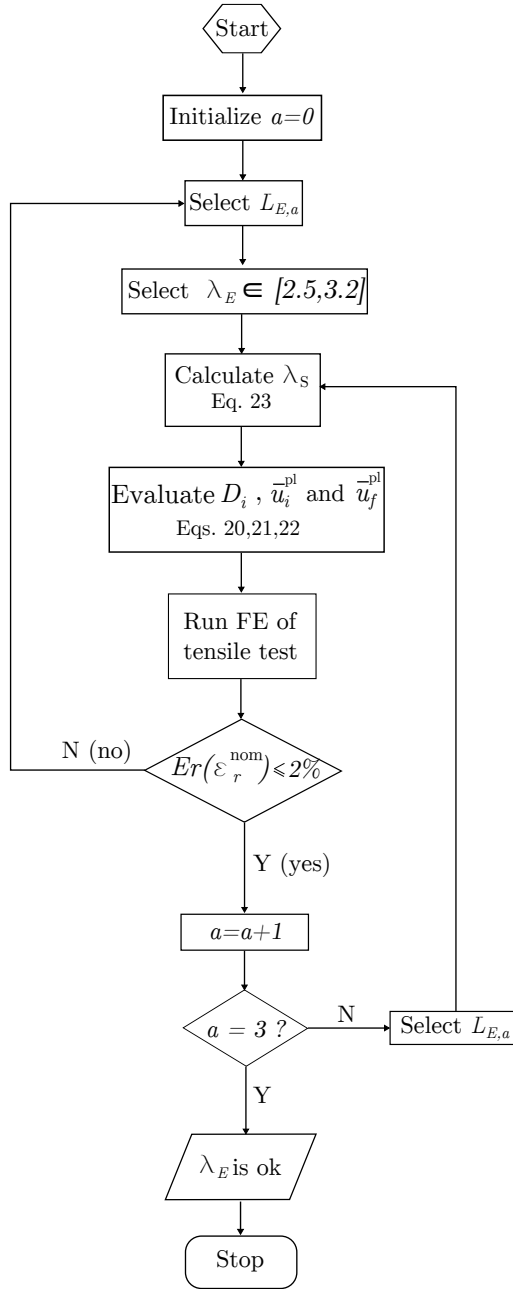 Start
Initialize a=0
Select L_{E,a}
Select λ_E ∈ [2.5,3.2]
Calculate λ_S
Eq. 23
Evaluate D_i , u̅_i^{pl} and u̅_f^{pl}
Eqs. 20,21,22
Run FE of
tensile test
N (no)
Er(ε_r^{nom})⩽2%
Y (yes)
a=a+1
a = 3 ?
N
Select L_{E,a}
Y
λ_E is ok
Stop